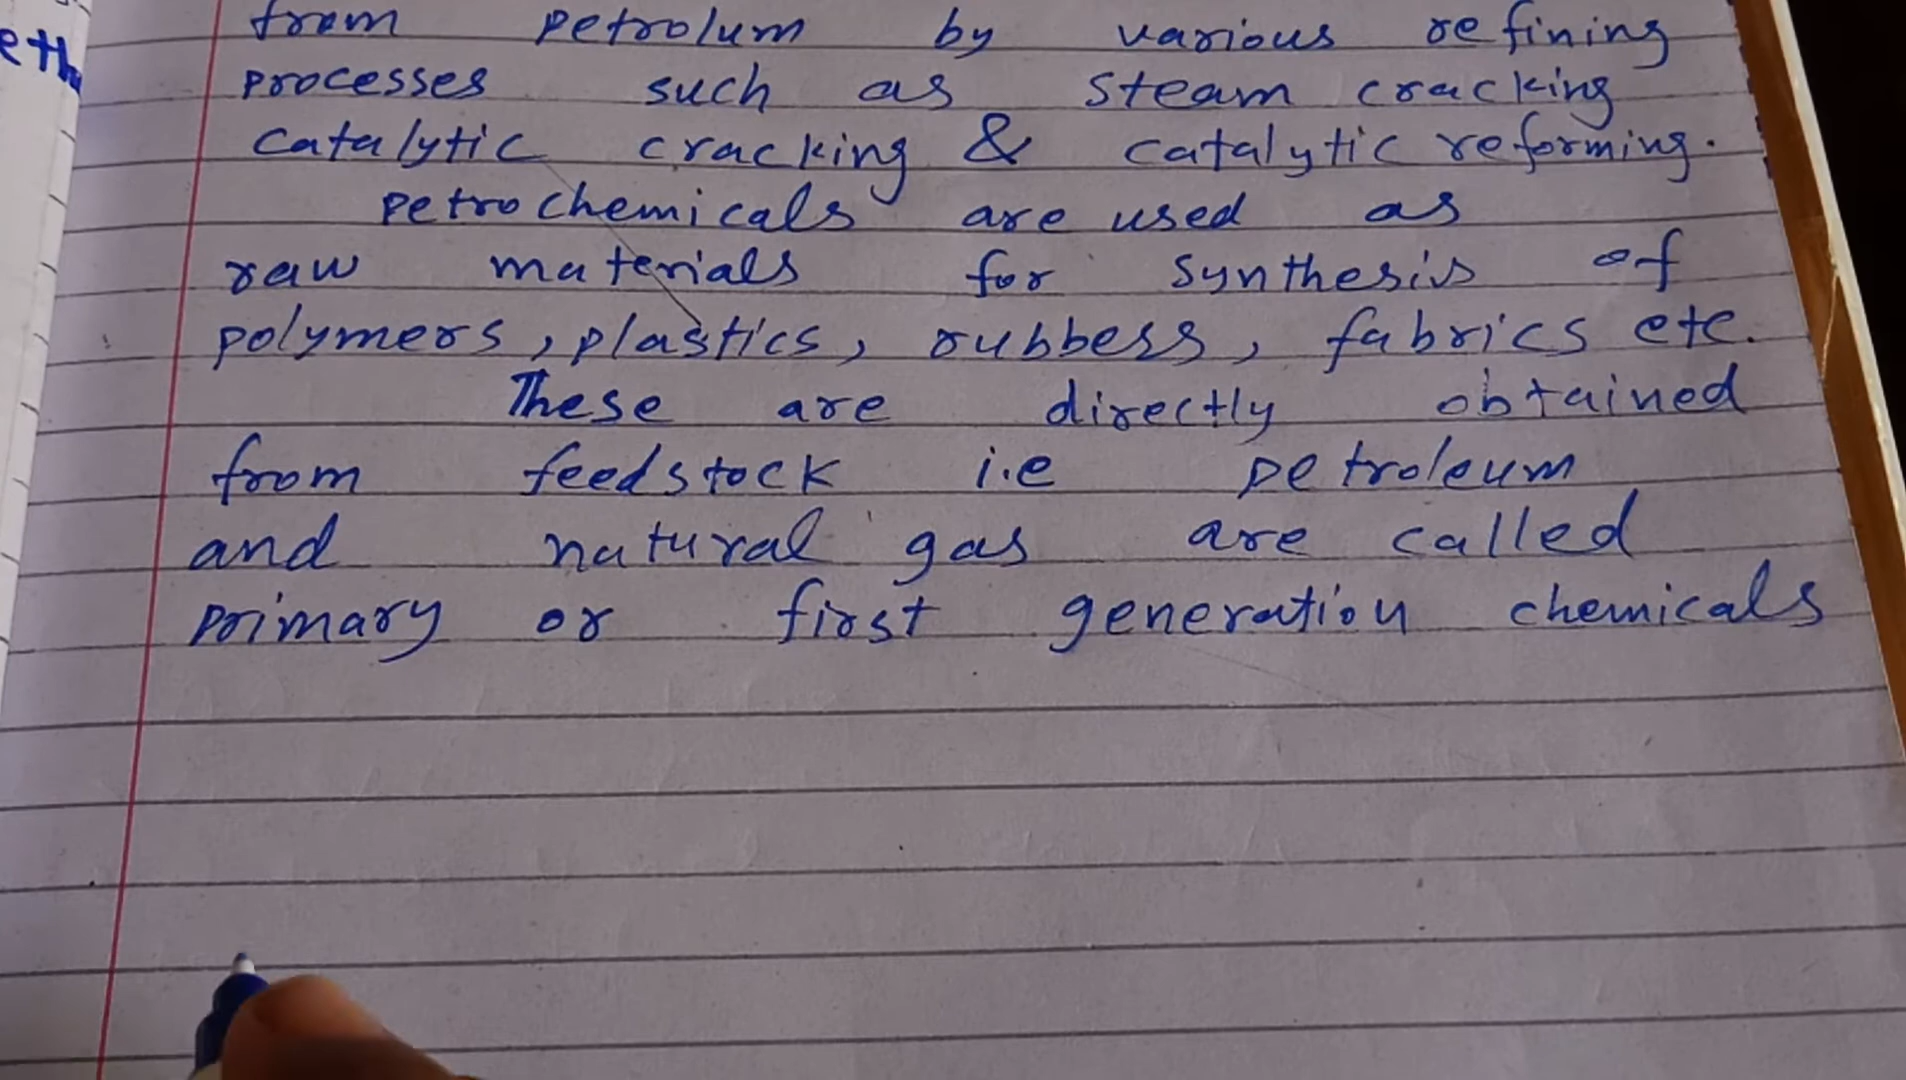 from petrolum by various refining
processes such as steam cracking
catalytic cracking & catalytic reforming.
petrochemicals are used as
raw materials for synthesis of
polymers, plastics, rubbers, fabrics etc.
These are directly obtained
from feedstock i.e petroleum
and natural gas are called
primary or first generation chemicals